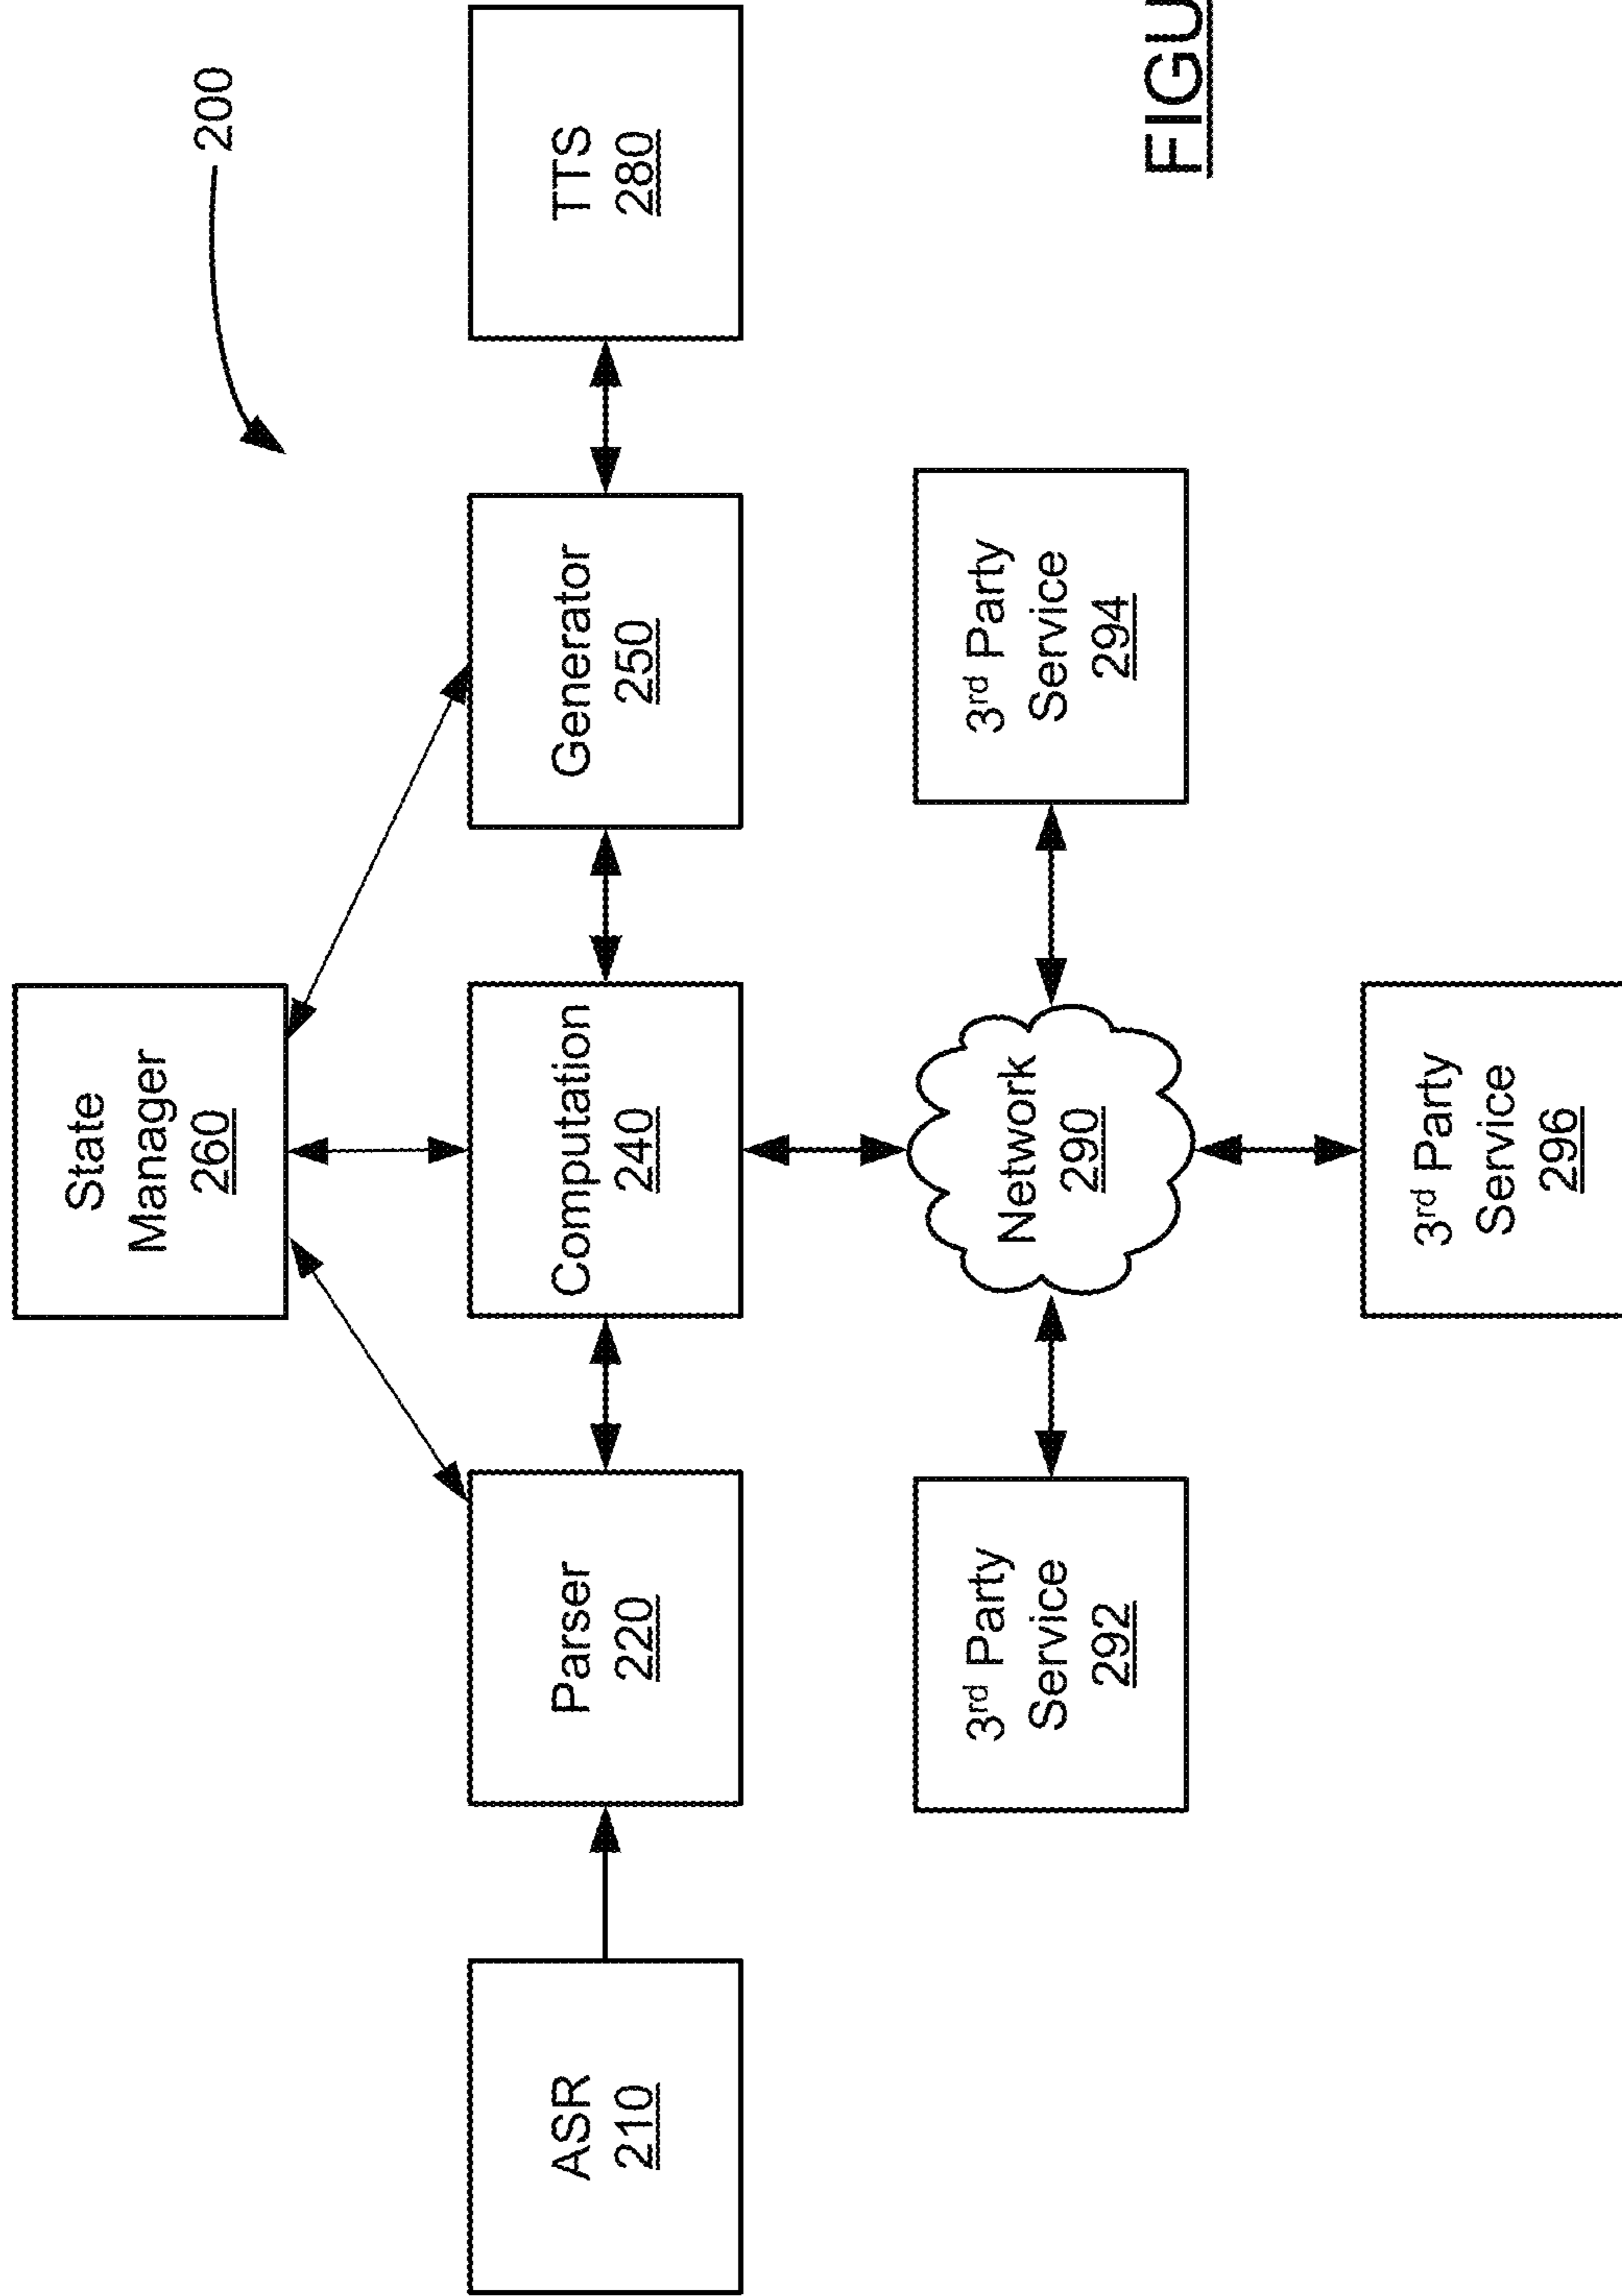 200
State
Manager
260
ASR
210
Parser
220
Computation
240
Generator
250
TTS
280
3rd Party
Service
292
Network
290
3rd Party
Service
294
3rd Party
Service
296
FIGU